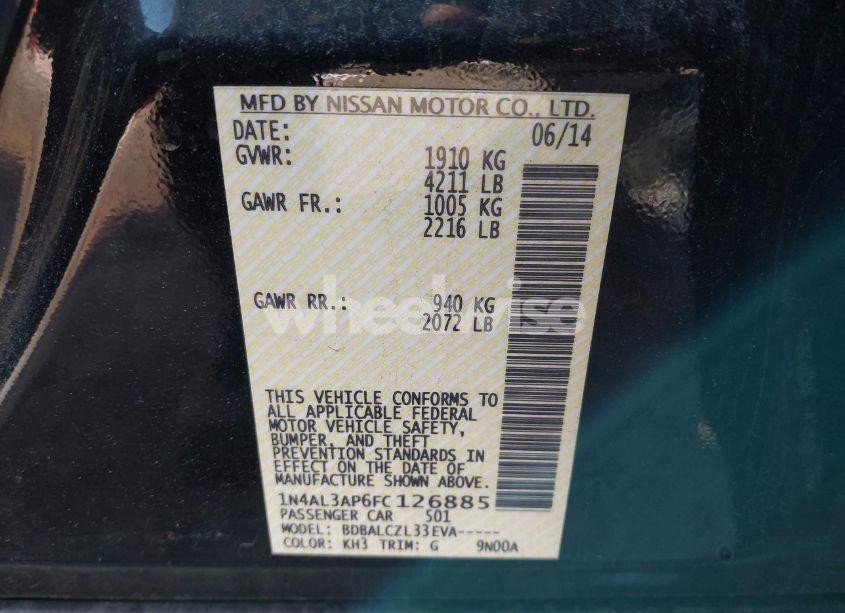 MFD BY NISSAN MOTOR CO., LTD.
DATE: 06/14
GVWR: 1910 KG
4211 LB
GAWR FR.: 1005 KG
2216 LB
GAWR RR.: 940 KG
2072 LB
wheelwise
THIS VEHICLE CONFORMS TO
ALL APPLICABLE FEDERAL
MOTOR VEHICLE SAFETY,
BUMPER, AND THEFT
PREVENTION STANDARDS IN
EFFECT ON THE DATE OF
MANUFACTURE SHOWN ABOVE.
1N4AL3AP6FC126885
PASSENGER CAR 501
MODEL: BDBALCZL33EVA-----
COLOR: KH3 TRIM: G 9N00A